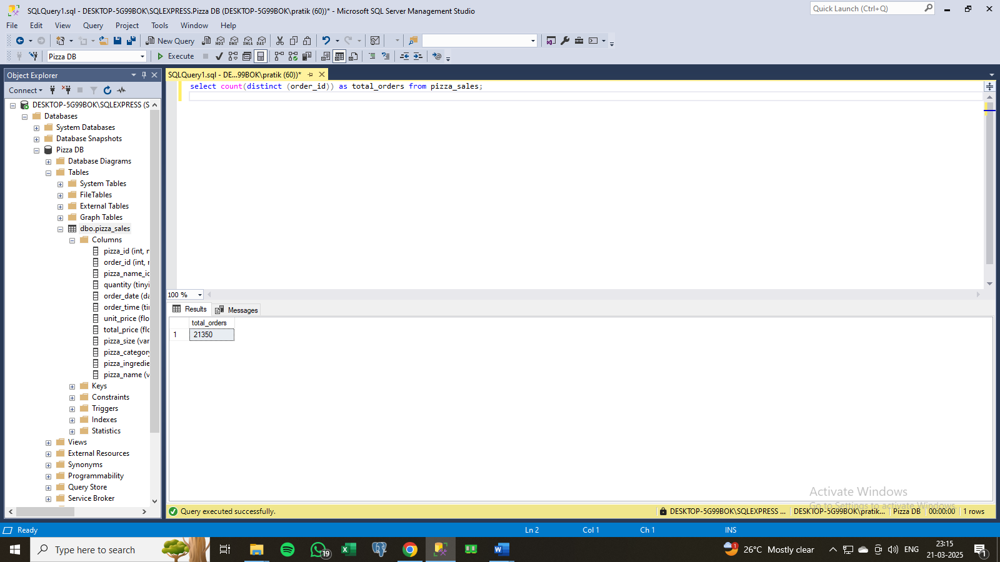 SQLQuery1.sql - DESKTOP-5G99BOK\SQLEXPRESS.Pizza DB (DESKTOP-5G99BOK\pratik (60))* - Microsoft SQL Server Management Studio
Quick Launch (Ctrl+Q)
File Edit View Query Project Tools Window Help
New Query
MDX DMX XMLA DAX
Pizza DB
Execute
Object Explorer
SQLQuery1.sql - DE...99BOK\pratik (60))*
Connect
select count(distinct (order_id)) as total_orders from pizza_sales;
DESKTOP-5G99BOK\SQLEXPRESS (S
Databases
System Databases
Database Snapshots
Pizza DB
Database Diagrams
Tables
System Tables
FileTables
External Tables
Graph Tables
dbo.pizza_sales
Columns
pizza_id (int, n
order_id (int, n
pizza_name_id
quantity (tinyi
order_date (da
order_time (ti
unit_price (flo
total_price (flo
pizza_size (var
pizza_category
pizza_ingredie
pizza_name (v
Keys
Constraints
Triggers
Indexes
Statistics
Views
External Resources
Synonyms
Programmability
Query Store
Service Broker
100 %
Results Messages
total_orders
1 21350
Activate Windows
Go to Settings to activate Windows.
Query executed successfully.
DESKTOP-5G99BOK\SQLEXPRESS ... DESKTOP-5G99BOK\pratik... Pizza DB 00:00:00 1 rows
Ready
Ln 2 Col 1 Ch 1 INS
Type here to search
19
1
26°C Mostly clear
ENG
23:15
21-03-2025
1